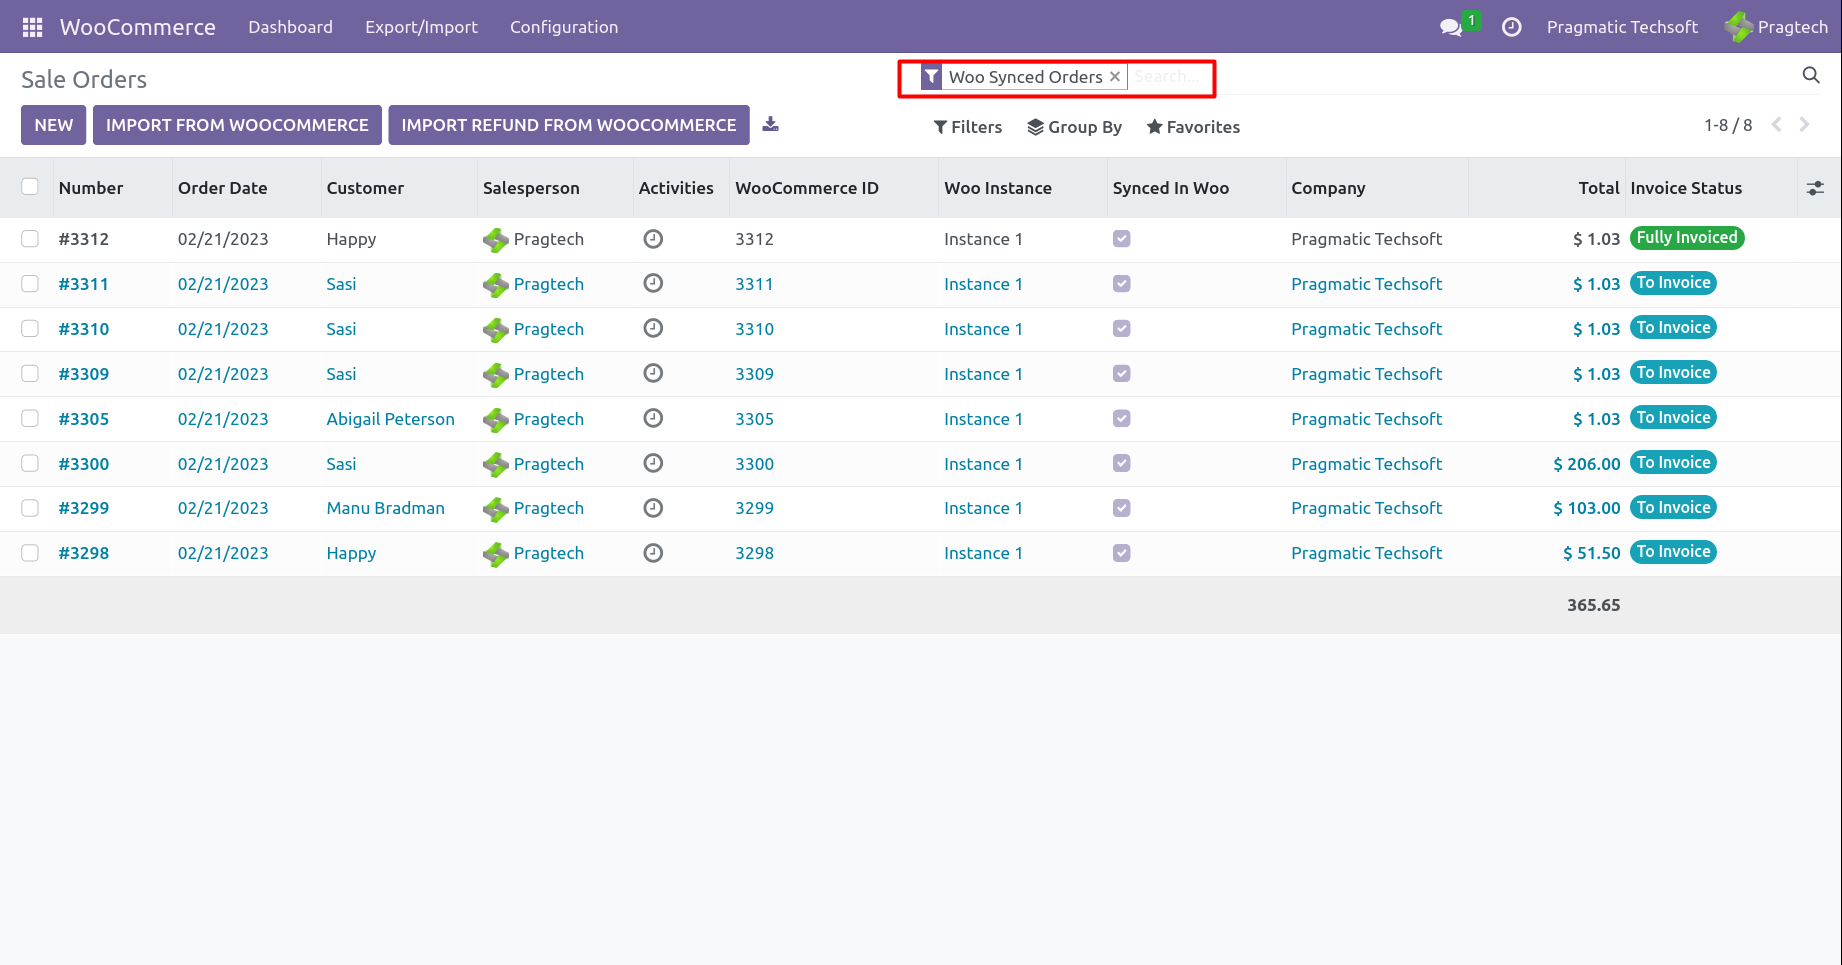 WooCommerce Dashboard Export/Import Configuration 1 Pragmatic Techsoft Pragtech
Sale Orders Woo Synced Orders × Search...
NEW IMPORT FROM WOOCOMMERCE IMPORT REFUND FROM WOOCOMMERCE Filters Group By Favorites 1-8 / 8
Number Order Date Customer Salesperson Activities WooCommerce ID Woo Instance Synced In Woo Company Total Invoice Status
#3312 02/21/2023 Happy Pragtech 3312 Instance 1 Pragmatic Techsoft $ 1.03 Fully Invoiced
#3311 02/21/2023 Sasi Pragtech 3311 Instance 1 Pragmatic Techsoft $ 1.03 To Invoice
#3310 02/21/2023 Sasi Pragtech 3310 Instance 1 Pragmatic Techsoft $ 1.03 To Invoice
#3309 02/21/2023 Sasi Pragtech 3309 Instance 1 Pragmatic Techsoft $ 1.03 To Invoice
#3305 02/21/2023 Abigail Peterson Pragtech 3305 Instance 1 Pragmatic Techsoft $ 1.03 To Invoice
#3300 02/21/2023 Sasi Pragtech 3300 Instance 1 Pragmatic Techsoft $ 206.00 To Invoice
#3299 02/21/2023 Manu Bradman Pragtech 3299 Instance 1 Pragmatic Techsoft $ 103.00 To Invoice
#3298 02/21/2023 Happy Pragtech 3298 Instance 1 Pragmatic Techsoft $ 51.50 To Invoice
365.65